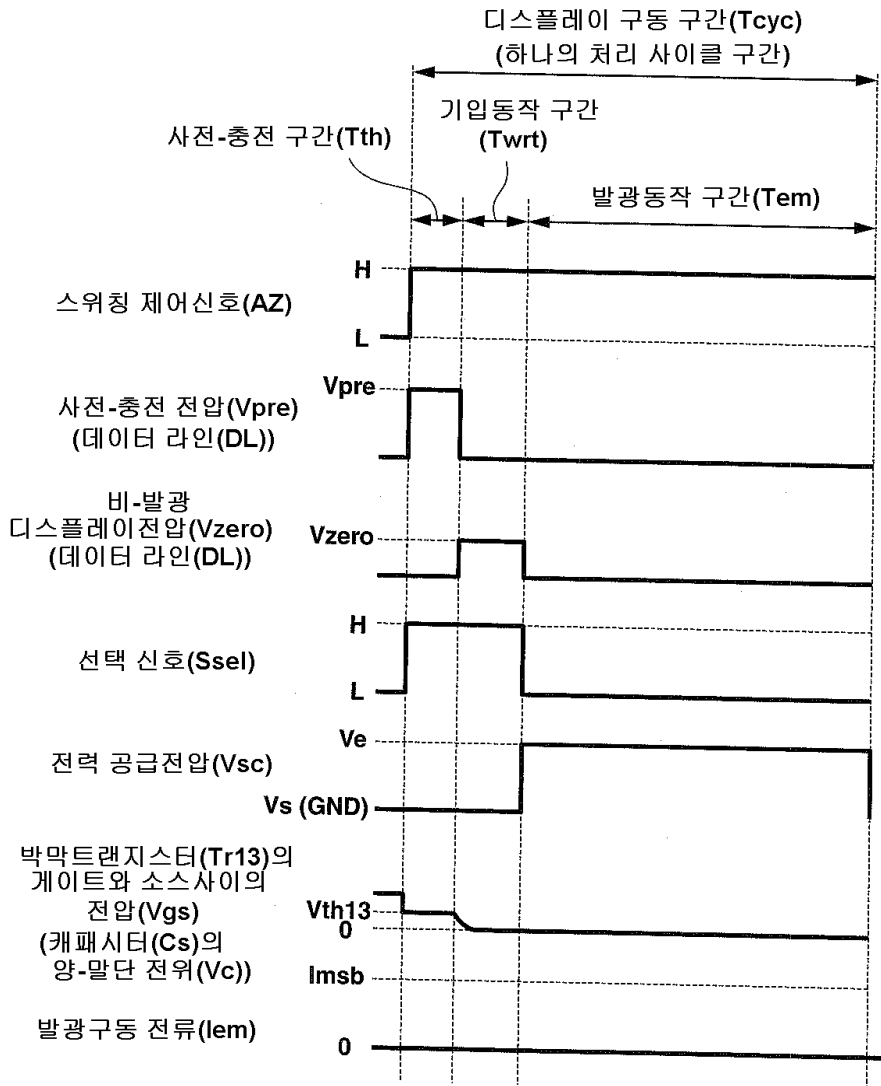 디스플레이 구동 구간(Tcyc)
(하나의 처리 사이클 구간)
기입동작 구간
(Twrt)
사전-충전 구간(Tth)
발광동작 구간(Tem)
H
스위칭 제어신호(AZ)
L
Vpre
사전-충전 전압(Vpre)
(데이터 라인(DL))
비-발광
디스플레이전압(Vzero)
(데이터 라인(DL))
Vzero
H
선택 신호(Ssel)
L
Ve
전력 공급전압(Vsc)
Vs (GND)
박막트랜지스터(Tr13)의
게이트와 소스사이의
전압(Vgs)
(캐패시터(Cs)의
양-말단 전위(Vc))
Vth13
0
Imsb
발광구동 전류(Iem)
0